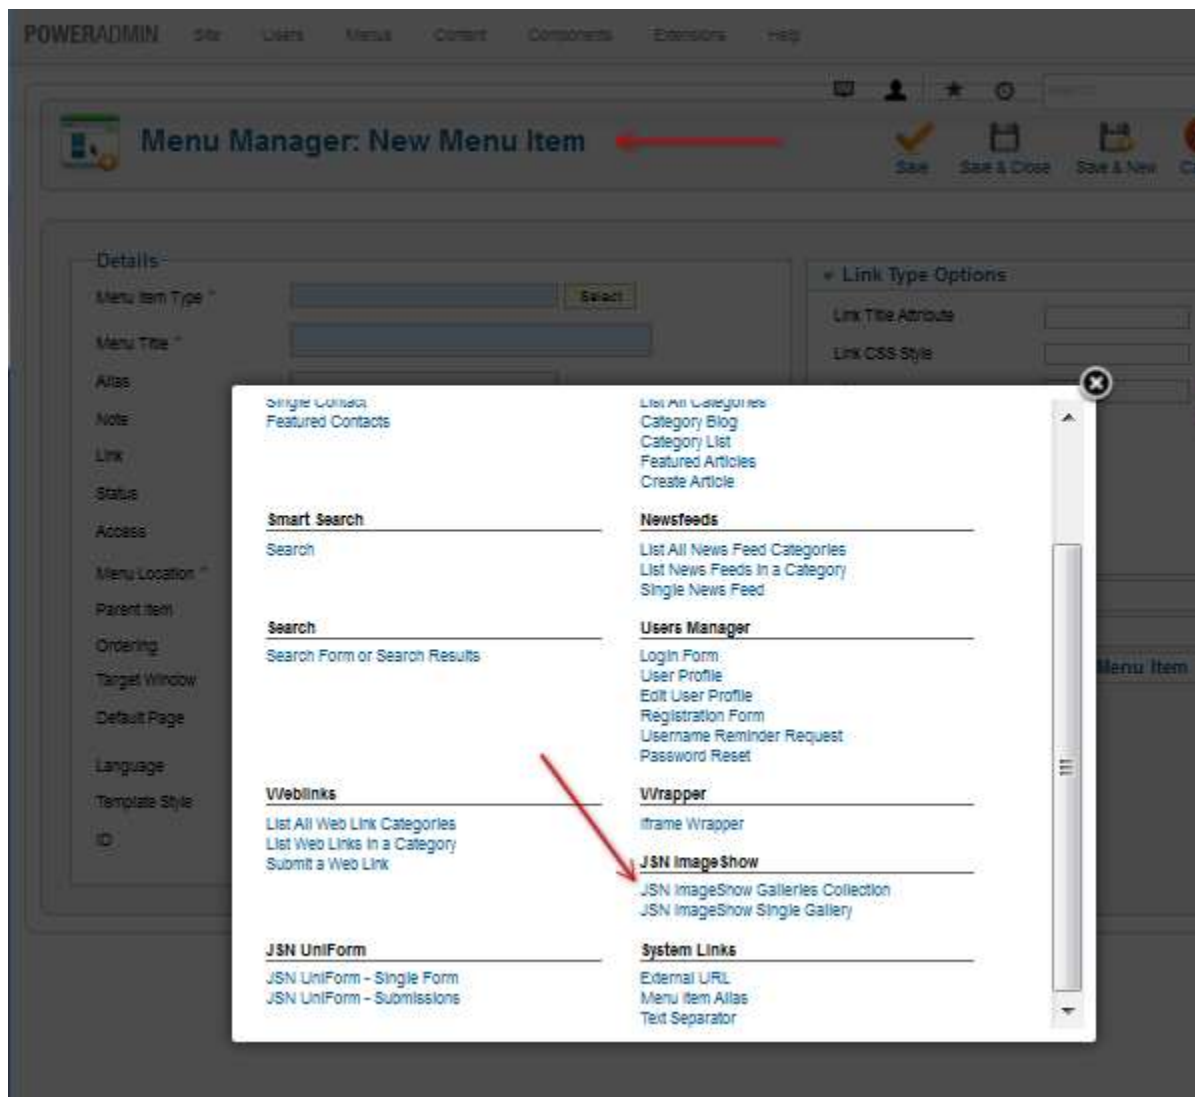 POWERADMIN Site Users Menus Content Components Extensions Help
Menu Manager: New Menu Item
Save Save & Close Save & New
Details
Menu Item Type *
Select
Menu Title *
Alias
Note
Link
Status
Access
Menu Location *
Parent Item
Ordering
Target Window
Default Page
Language
Template Style
ID
Link Type Options
Link Title Attribute
Link CSS Style
Menu Item
Single Contact
Featured Contacts
List All Categories
Category Blog
Category List
Featured Articles
Create Article
Smart Search
Search
Newsfeeds
List All News Feed Categories
List News Feeds in a Category
Single News Feed
Search
Search Form or Search Results
Users Manager
Login Form
User Profile
Edit User Profile
Registration Form
Username Reminder Request
Password Reset
Weblinks
List All Web Link Categories
List Web Links in a Category
Submit a Web Link
Wrapper
Iframe Wrapper
JSN ImageShow
JSN ImageShow Galleries Collection
JSN ImageShow Single Gallery
JSN UniForm
JSN UniForm - Single Form
JSN UniForm - Submissions
System Links
External URL
Menu Item Alias
Text Separator